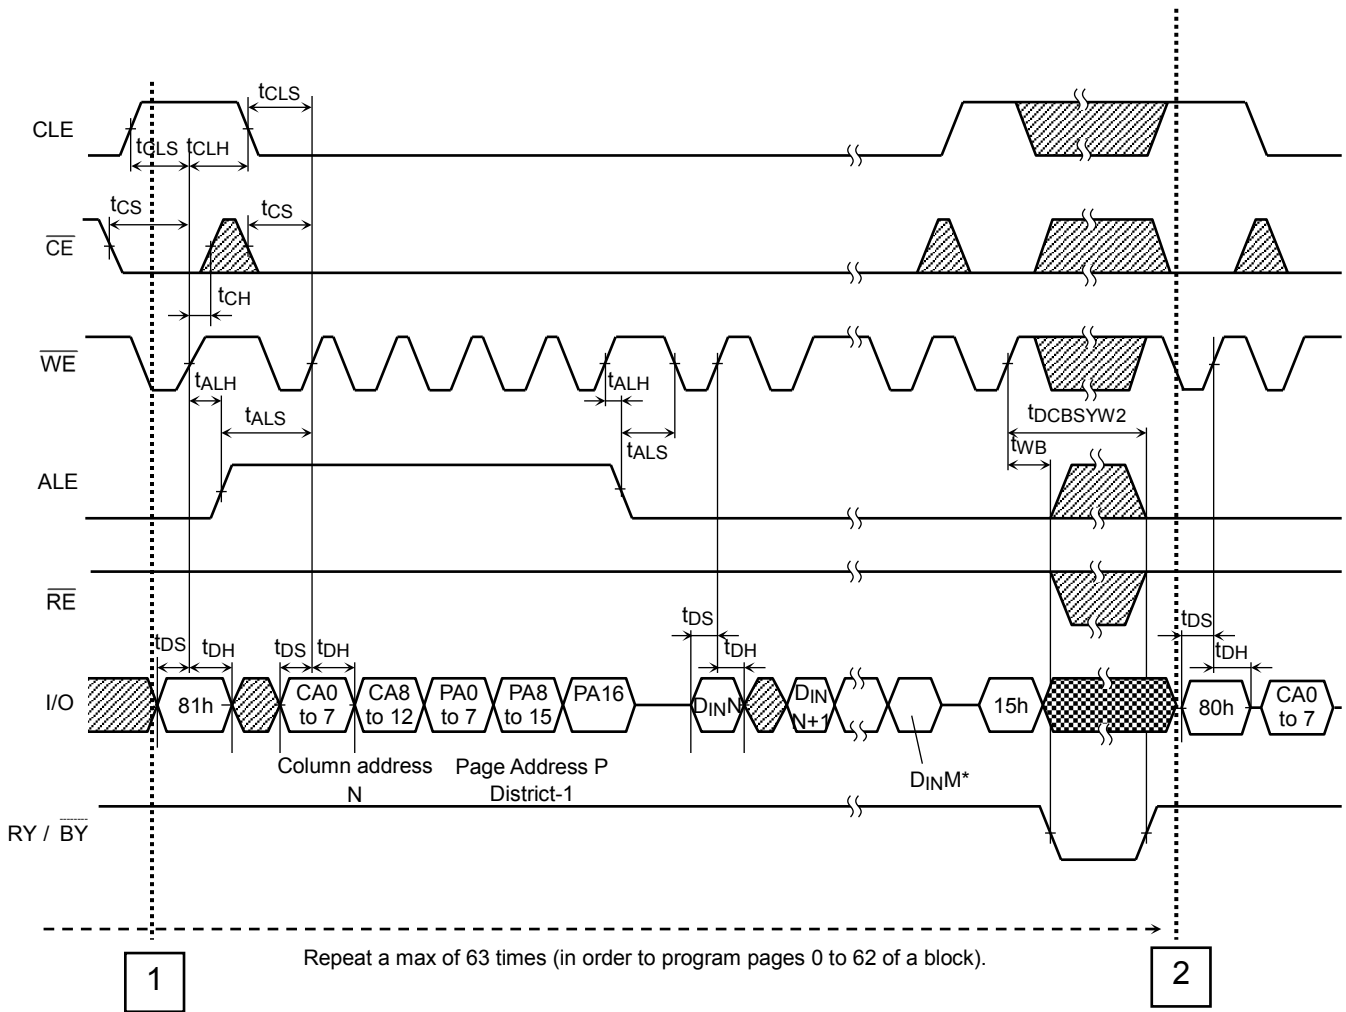 tCLS
CLE
tCLS tCLH
tCS tCS
CE
tCH
WE
tALH tALH
tDCBSYW2
tALS
tALS
tWB
ALE
RE
tDS tDS
tDS tDH tDS tDH tDH tDH
I/O 81h CA0 to 7 CA8 to 12 PA0 to 7 PA8 to 15 PA16 DINN DIN N+1 15h 80h CA0 to 7
Column address N
Page Address P District-1
DINM*
RY / BY
Repeat a max of 63 times (in order to program pages 0 to 62 of a block).
1 2